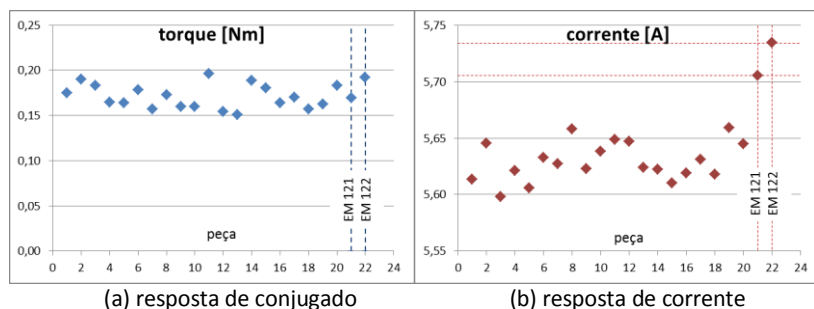 torque [Nm]
0,25
0,20
0,15
0,10
0,05
0,00
EM 121
EM 122
peça
0 2 4 6 8 10 12 14 16 18 20 22 24
(a) resposta de conjugado
corrente [A]
5,75
5,70
5,65
5,60
5,55
EM 121
EM 122
peça
0 2 4 6 8 10 12 14 16 18 20 22 24
(b) resposta de corrente